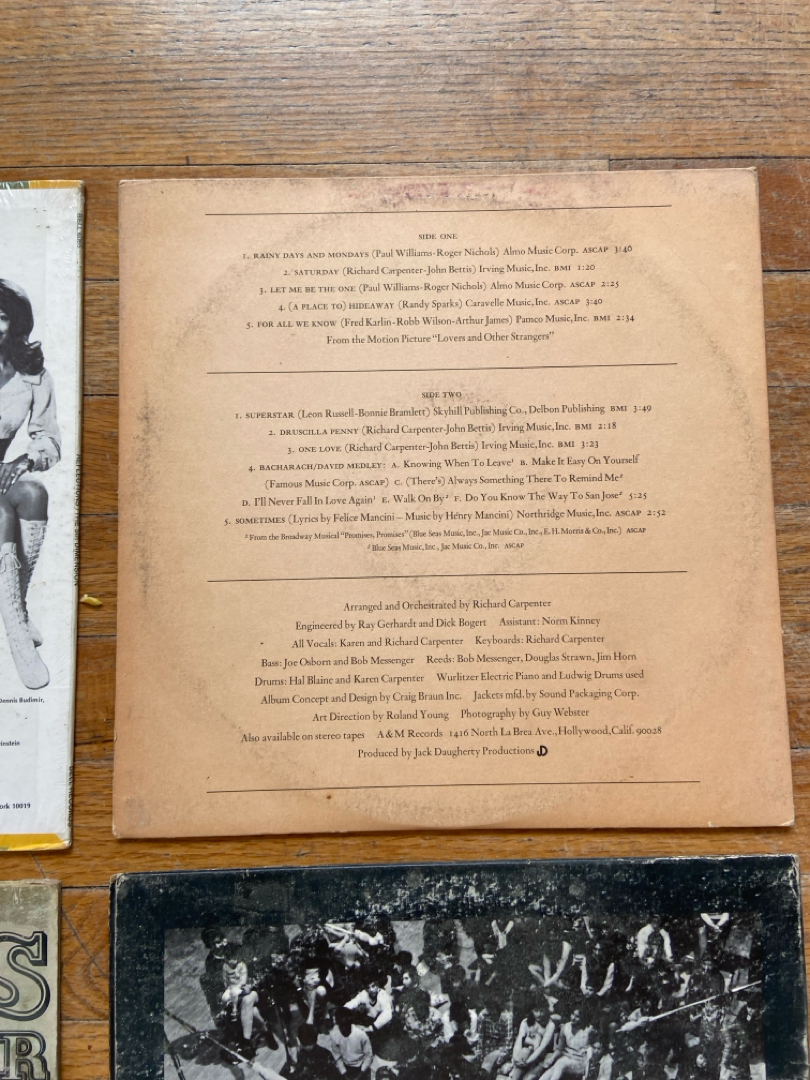 SIDE ONE
1. RAINY DAYS AND MONDAYS (Paul Williams-Roger Nichols) Almo Music Corp. ASCAP 3:40
2. SATURDAY (Richard Carpenter-John Bettis) Irving Music, Inc. BMI 1:20
3. LET ME BE THE ONE (Paul Williams-Roger Nichols) Almo Music Corp. ASCAP 2:25
4. (A PLACE TO) HIDEAWAY (Randy Sparks) Caravelle Music, Inc. ASCAP 3:40
5. FOR ALL WE KNOW (Fred Karlin-Robb Wilson-Arthur James) Pamco Music, Inc. BMI 2:34
From the Motion Picture "Lovers and Other Strangers"
SIDE TWO
1. SUPERSTAR (Leon Russell-Bonnie Bramlett) Skyhill Publishing Co., Delbon Publishing BMI 3:49
2. DRUSCILLA PENNY (Richard Carpenter-John Bettis) Irving Music, Inc. BMI 2:18
3. ONE LOVE (Richard Carpenter-John Bettis) Irving Music, Inc. BMI 3:23
4. BACHARACH/DAVID MEDLEY: A. Knowing When To Leave¹ B. Make It Easy On Yourself
(Famous Music Corp. ASCAP) C. (There's) Always Something There To Remind Me²
D. I'll Never Fall In Love Again¹ E. Walk On By² F. Do You Know The Way To San Jose² 5:25
5. SOMETIMES (Lyrics by Felice Mancini – Music by Henry Mancini) Northridge Music, Inc. ASCAP 2:52
¹ From the Broadway Musical "Promises, Promises" (Blue Seas Music, Inc., Jac Music Co., Inc., E. H. Morris & Co., Inc.) ASCAP
² Blue Seas Music, Inc., Jac Music Co., Inc. ASCAP
Arranged and Orchestrated by Richard Carpenter
Engineered by Ray Gerhardt and Dick Bogert Assistant: Norm Kinney
All Vocals: Karen and Richard Carpenter Keyboards: Richard Carpenter
Bass: Joe Osborn and Bob Messenger Reeds: Bob Messenger, Douglas Strawn, Jim Horn
Drums: Hal Blaine and Karen Carpenter Wurlitzer Electric Piano and Ludwig Drums used
Album Concept and Design by Craig Braun Inc. Jackets mfd. by Sound Packaging Corp.
Art Direction by Roland Young Photography by Guy Webster
Also available on stereo tapes A&M Records 1416 North La Brea Ave., Hollywood, Calif. 90028
Produced by Jack Daugherty Productions JD
Dennis Budimir,
instein
ork 10019
S
R